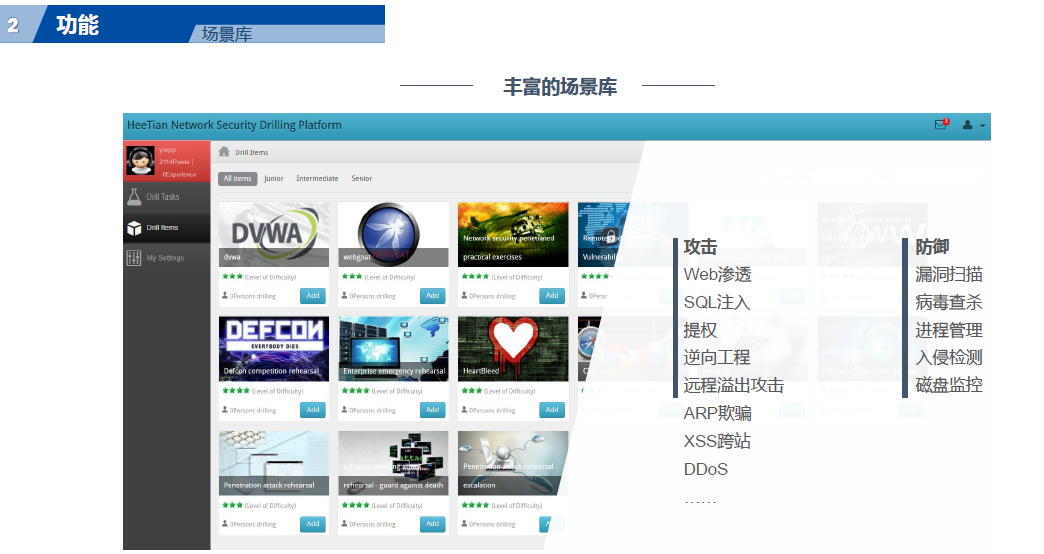 2
功能
场景库
丰富的场景库
HeeTian Network Security Drilling Platform
3
ywpp
2114Points |
0Experience
Drill Tasks
Drill Items
My Settings
Drill Items
All items Junior Intermediate Senior
DVWA
dvwa
(Level of Difficulty)
0Persons drilling
Add
webgoat
(Level of Difficulty)
0Persons drilling
Add
Network security penetrated
practical exercises
(Level of Difficulty)
0Persons drilling
Add
Vulnerabili
0Persr
DEFCON
EVERYBODY DIES
Defcon competition rehearsal
(Level of Difficulty)
0Persons drilling
Add
Enterprise emergency rehearsal
(Level of Difficulty)
0Persons drilling
Add
HeartBleed
(Level of Difficulty)
0Persons drilling
Add
Penetration attack rehearsal
(Level of Difficulty)
0Persons drilling
Add
rehearsal - guard against death
(Level of Difficulty)
0Persons drilling
Add
Penetration attack rehearsal -
escalation
(Level of Difficulty)
0Persons drilling
攻击
Web渗透
SQL注入
提权
逆向工程
远程溢出攻击
ARP欺骗
XSS跨站
DDoS
……
防御
漏洞扫描
病毒查杀
进程管理
入侵检测
磁盘监控